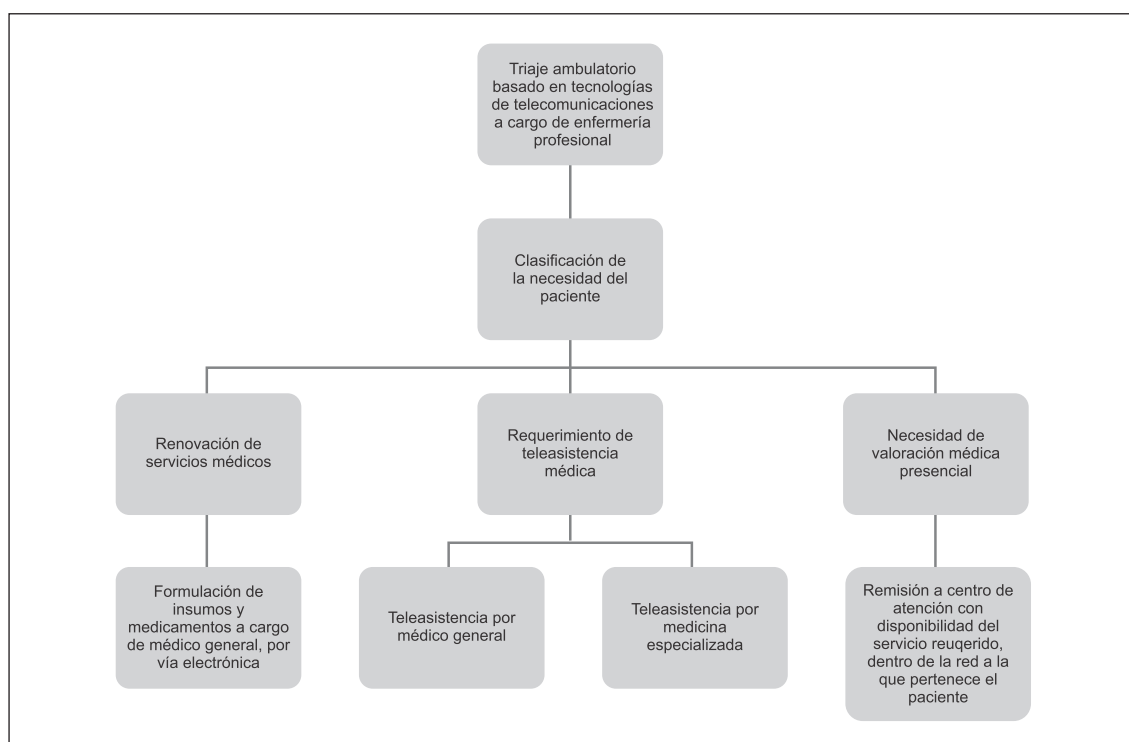 Triaje ambulatorio
basado en tecnologías
de telecomunicaciones
a cargo de enfermería
profesional
Clasificación de
la necesidad del
paciente
Renovación de
servicios médicos
Requerimiento de
teleasistencia
médica
Necesidad de
valoración médica
presencial
Formulación de
insumos y
medicamentos a cargo
de médico general, por
vía electrónica
Teleasistencia por
médico general
Teleasistencia por
medicina
especializada
Remisión a centro de
atención con
disponibilidad del
servicio reuqerido,
dentro de la red a la
que pertenece el
paciente